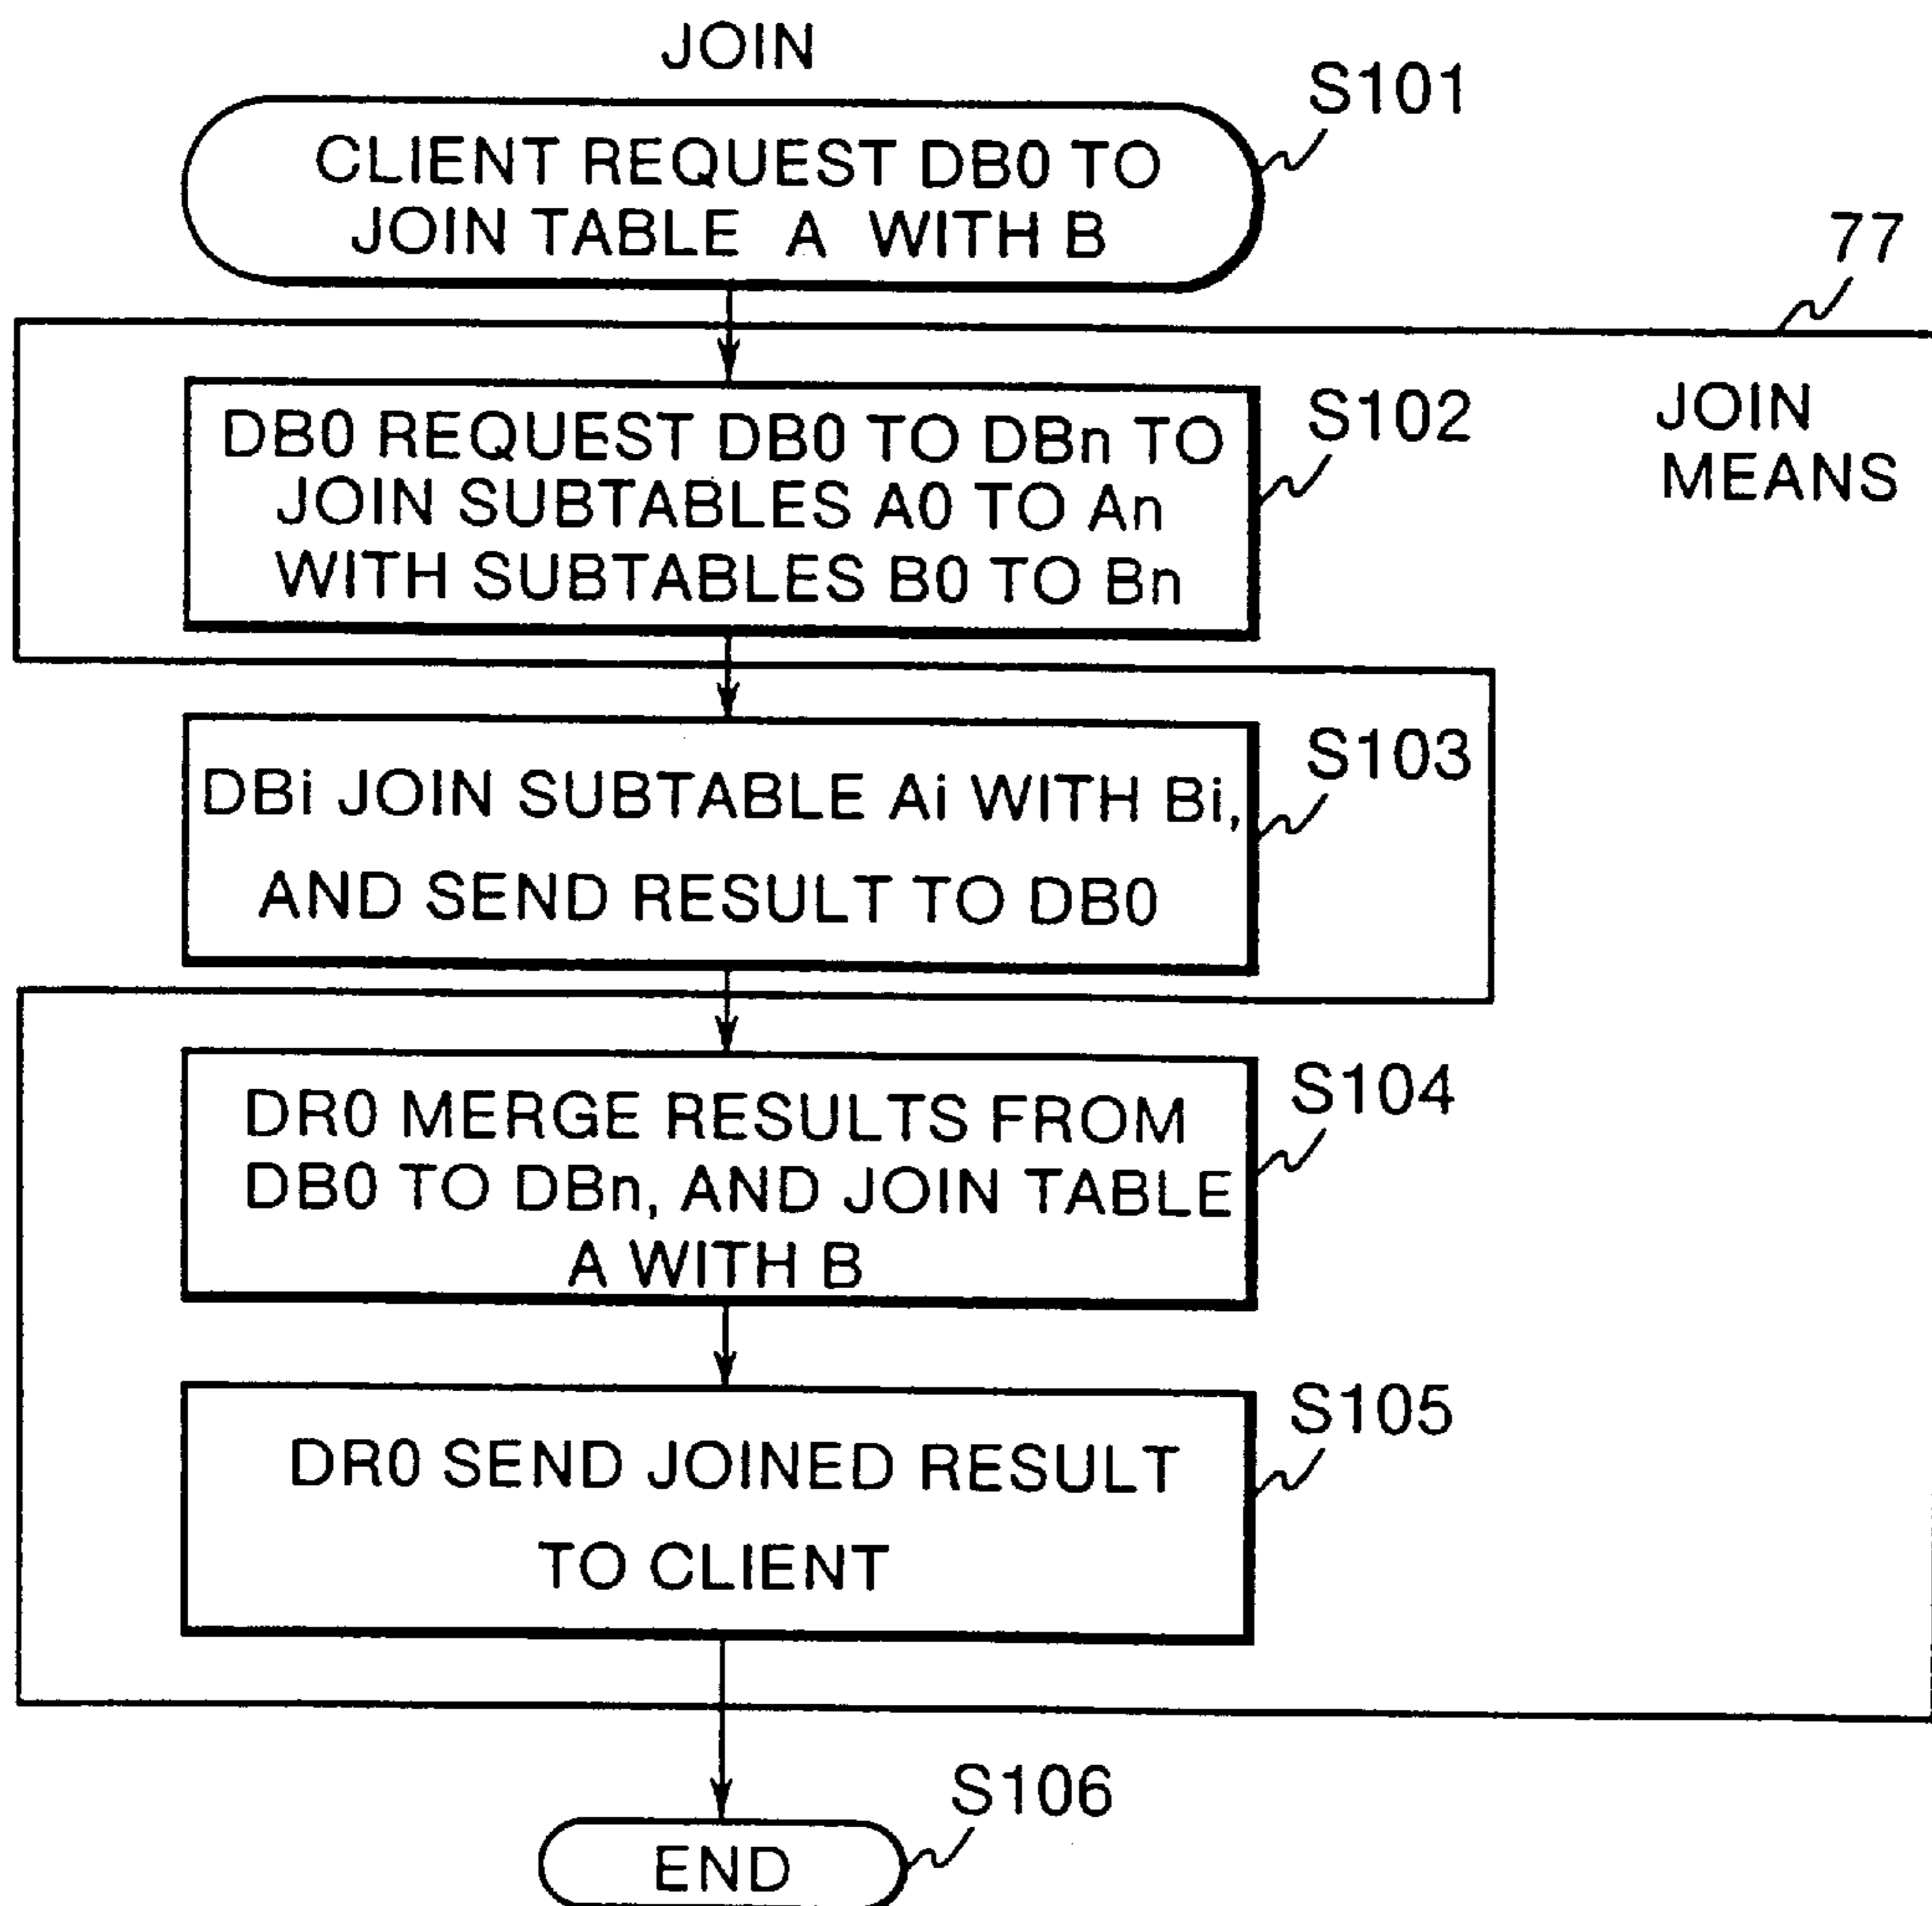 JOIN
S101
CLIENT REQUEST DB0 TO
JOIN TABLE A WITH B
77
JOIN
MEANS
S102
DB0 REQUEST DB0 TO DBn TO
JOIN SUBTABLES A0 TO An
WITH SUBTABLES B0 TO Bn
S103
DBi JOIN SUBTABLE Ai WITH Bi,
AND SEND RESULT TO DB0
S104
DR0 MERGE RESULTS FROM
DB0 TO DBn, AND JOIN TABLE
A WITH B
S105
DR0 SEND JOINED RESULT
TO CLIENT
S106
END